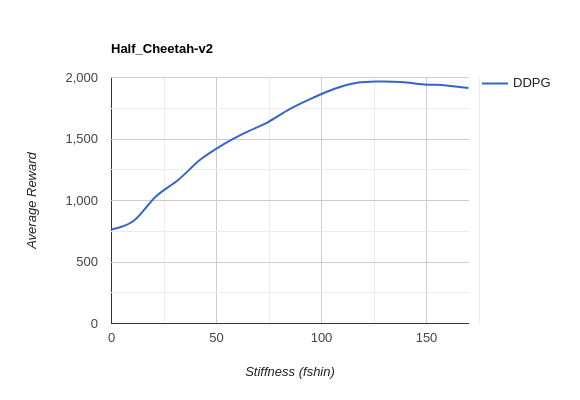 Half_Cheetah-v2
2,000
1,500
1,000
500
0
0 50 100 150
Average Reward
Stiffness (fshin)
DDPG